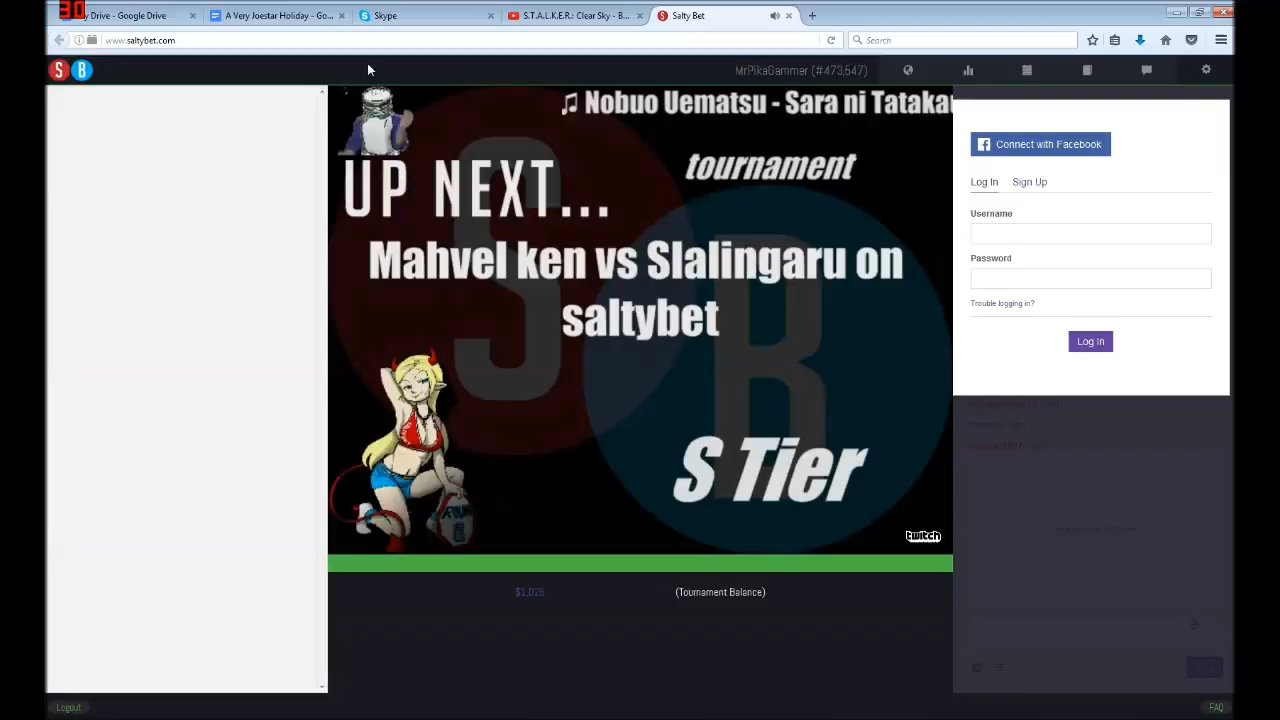 30
y Drive - Google Drive
A Very Joestar Holiday - Go...
Skype
S.T.A.L.K.E.R.: Clear Sky - B...
Salty Bet
www.saltybet.com
Search
S B
MrPikaGammer (#473,547)
♫ Nobuo Uematsu - Sara ni Tataka
tournament
UP NEXT...
Mahvel ken vs Slalingaru on
saltybet
S Tier
twitch
$1,026
(Tournament Balance)
Connect with Facebook
Log In
Sign Up
Username
Password
Trouble logging in?
Log In
Logout
FAQ